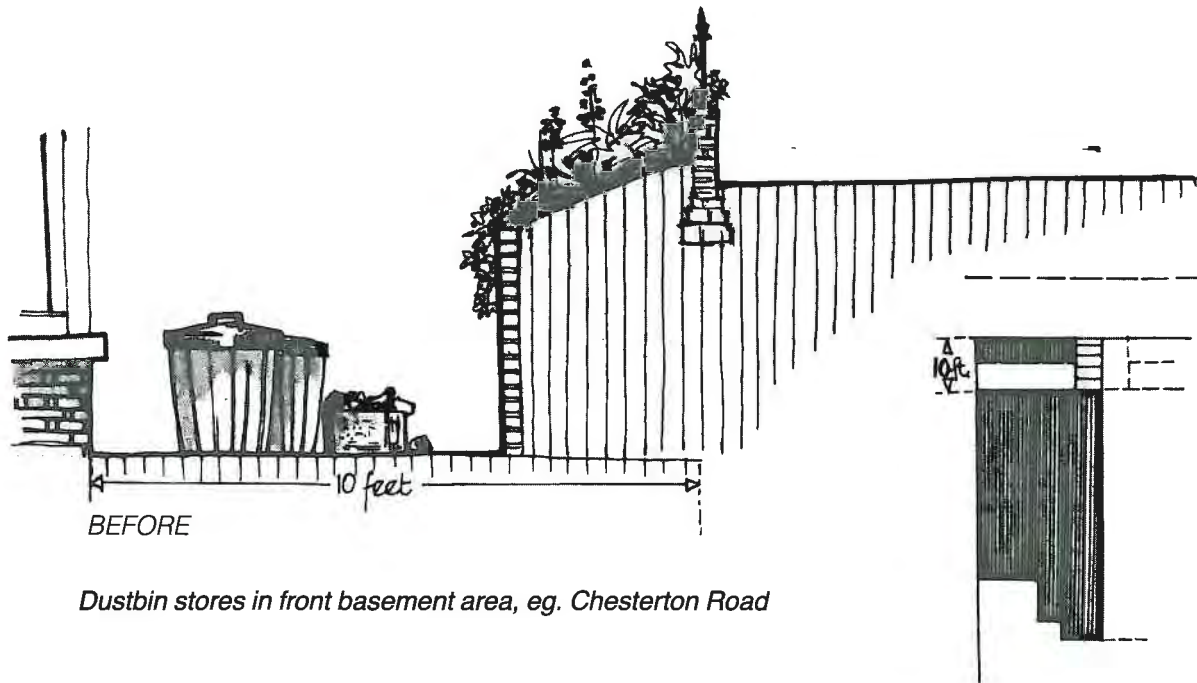 10ft.
10 feet
BEFORE
Dustbin stores in front basement area, eg. Chesterton Road